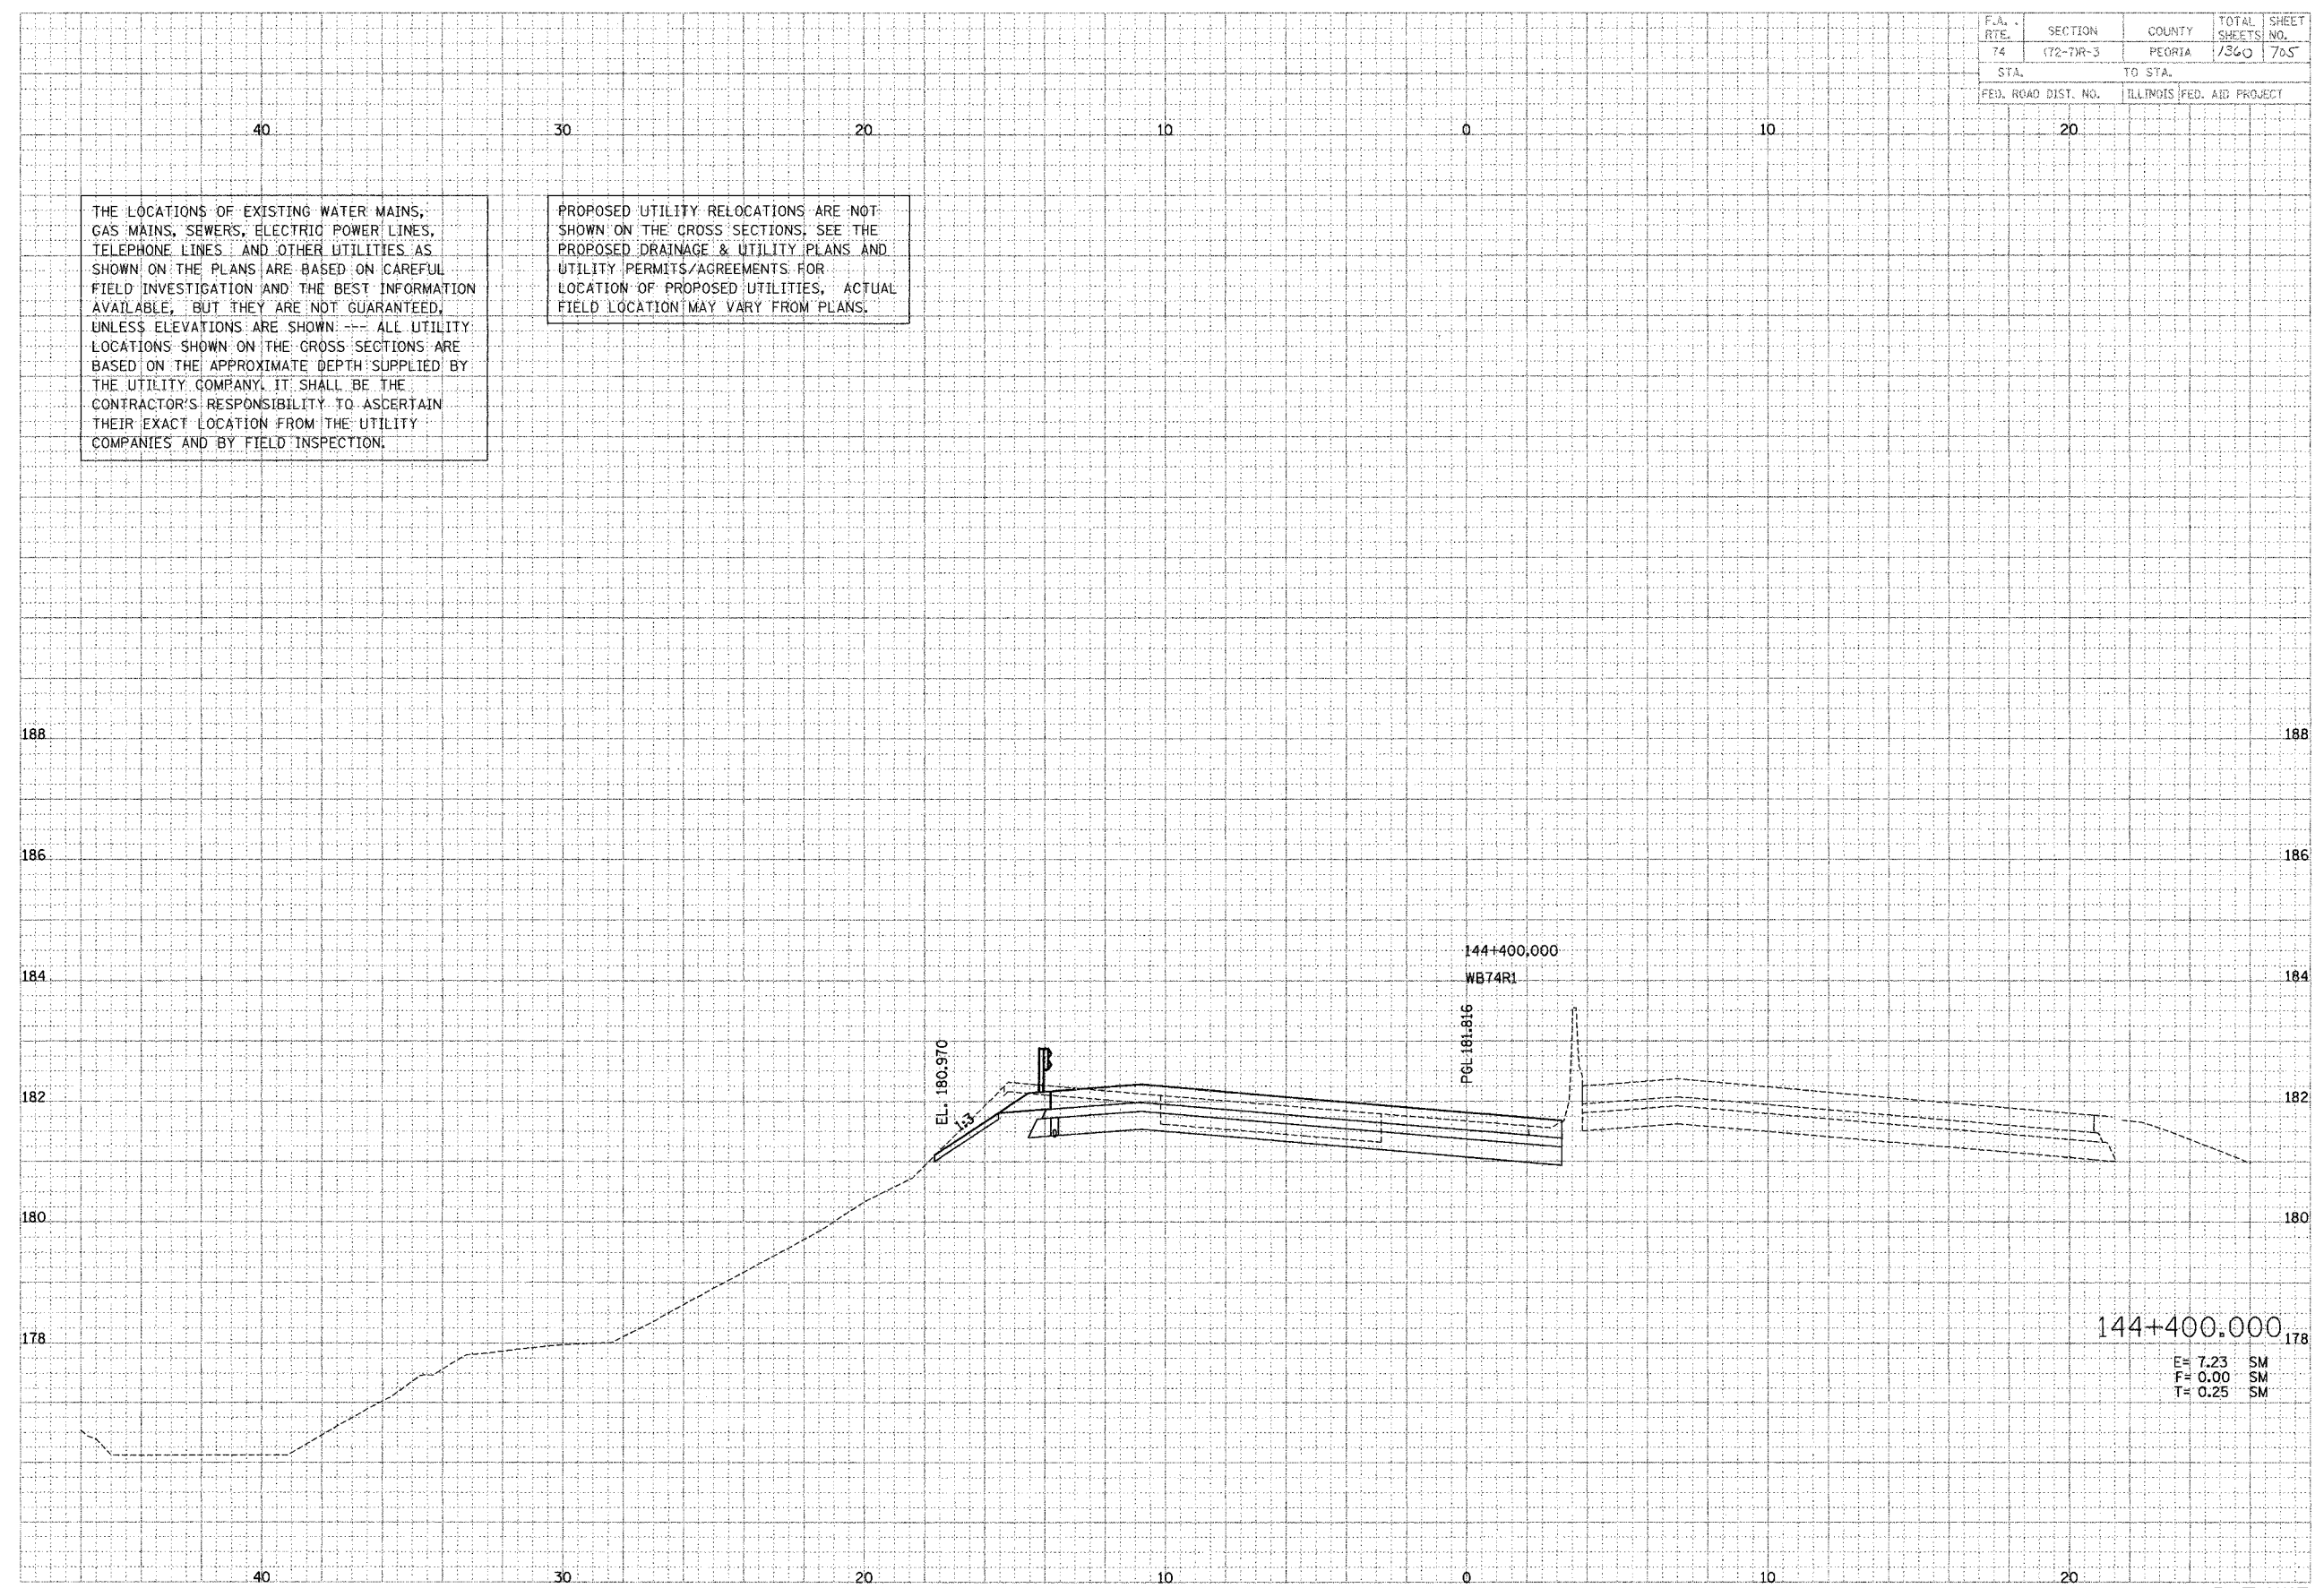 F.A. RTE. SECTION COUNTY TOTAL SHEETS SHEET NO.
74 (72-7)R-3 PEORIA 1360 705
STA. TO STA.
FED. ROAD DIST. NO. ILLINOIS FED. AID PROJECT
40 30 20 10 0 10 20
THE LOCATIONS OF EXISTING WATER MAINS,
GAS MAINS, SEWERS, ELECTRIC POWER LINES,
TELEPHONE LINES AND OTHER UTILITIES AS
SHOWN ON THE PLANS ARE BASED ON CAREFUL
FIELD INVESTIGATION AND THE BEST INFORMATION
AVAILABLE, BUT THEY ARE NOT GUARANTEED.
UNLESS ELEVATIONS ARE SHOWN --- ALL UTILITY
LOCATIONS SHOWN ON THE CROSS SECTIONS ARE
BASED ON THE APPROXIMATE DEPTH SUPPLIED BY
THE UTILITY COMPANY. IT SHALL BE THE
CONTRACTOR'S RESPONSIBILITY TO ASCERTAIN
THEIR EXACT LOCATION FROM THE UTILITY
COMPANIES AND BY FIELD INSPECTION.
PROPOSED UTILITY RELOCATIONS ARE NOT
SHOWN ON THE CROSS SECTIONS. SEE THE
PROPOSED DRAINAGE & UTILITY PLANS AND
UTILITY PERMITS/AGREEMENTS FOR
LOCATION OF PROPOSED UTILITIES, ACTUAL
FIELD LOCATION MAY VARY FROM PLANS.
188 188
186 186
144+400.000
184 WB74R1 184
PGL 181.816
EL. 180.970
1:3
182 182
180 180
178 178
144+400.000
E= 7.23 SM
F= 0.00 SM
T= 0.25 SM
40 30 20 10 0 10 20